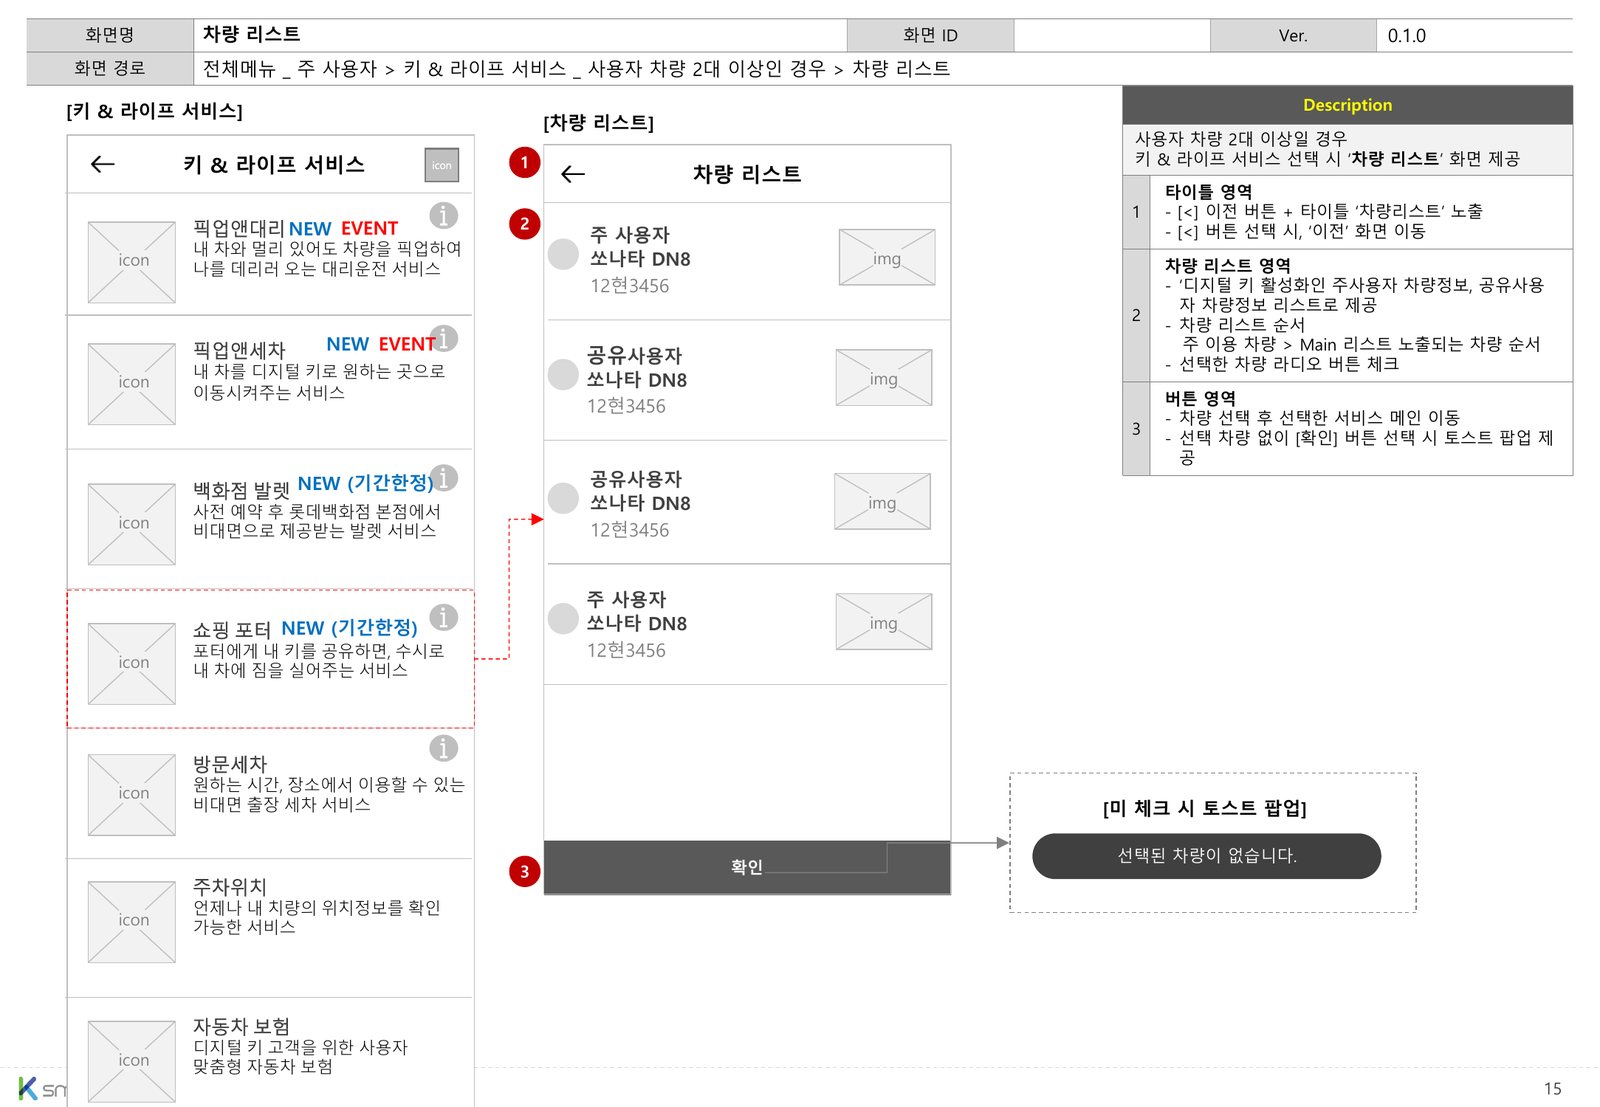 화면명
차량 리스트
화면 ID
Ver.
0.1.0
화면 경로
전체메뉴 _ 주 사용자 > 키 & 라이프 서비스 _ 사용자 차량 2대 이상인 경우 > 차량 리스트
[키 & 라이프 서비스]
키 & 라이프 서비스
icon
icon
픽업앤대리 NEW EVENT
i
내 차와 멀리 있어도 차량을 픽업하여
나를 데리러 오는 대리운전 서비스
icon
픽업앤세차
NEW EVENT
i
내 차를 디지털 키로 원하는 곳으로
이동시켜주는 서비스
icon
백화점 발렛 NEW (기간한정)
i
사전 예약 후 롯데백화점 본점에서
비대면으로 제공받는 발렛 서비스
icon
쇼핑 포터 NEW (기간한정)
i
포터에게 내 키를 공유하면, 수시로
내 차에 짐을 실어주는 서비스
icon
방문세차
i
원하는 시간, 장소에서 이용할 수 있는
비대면 출장 세차 서비스
icon
주차위치
언제나 내 치량의 위치정보를 확인
가능한 서비스
icon
자동차 보험
디지털 키 고객을 위한 사용자
맞춤형 자동차 보험
[차량 리스트]
1
차량 리스트
2
주 사용자
쏘나타 DN8
12현3456
img
공유사용자
쏘나타 DN8
12현3456
img
공유사용자
쏘나타 DN8
12현3456
img
주 사용자
쏘나타 DN8
12현3456
img
3
확인
[미 체크 시 토스트 팝업]
선택된 차량이 없습니다.
Description
사용자 차량 2대 이상일 경우
키 & 라이프 서비스 선택 시 ‘차량 리스트’ 화면 제공
1
타이틀 영역
- [<] 이전 버튼 + 타이틀 ‘차량리스트’ 노출
- [<] 버튼 선택 시, ‘이전’ 화면 이동
2
차량 리스트 영역
- ‘디지털 키 활성화인 주사용자 차량정보, 공유사용
자 차량정보 리스트로 제공
- 차량 리스트 순서
주 이용 차량 > Main 리스트 노출되는 차량 순서
- 선택한 차량 라디오 버튼 체크
3
버튼 영역
- 차량 선택 후 선택한 서비스 메인 이동
- 선택 차량 없이 [확인] 버튼 선택 시 토스트 팝업 제
공
K sm
15